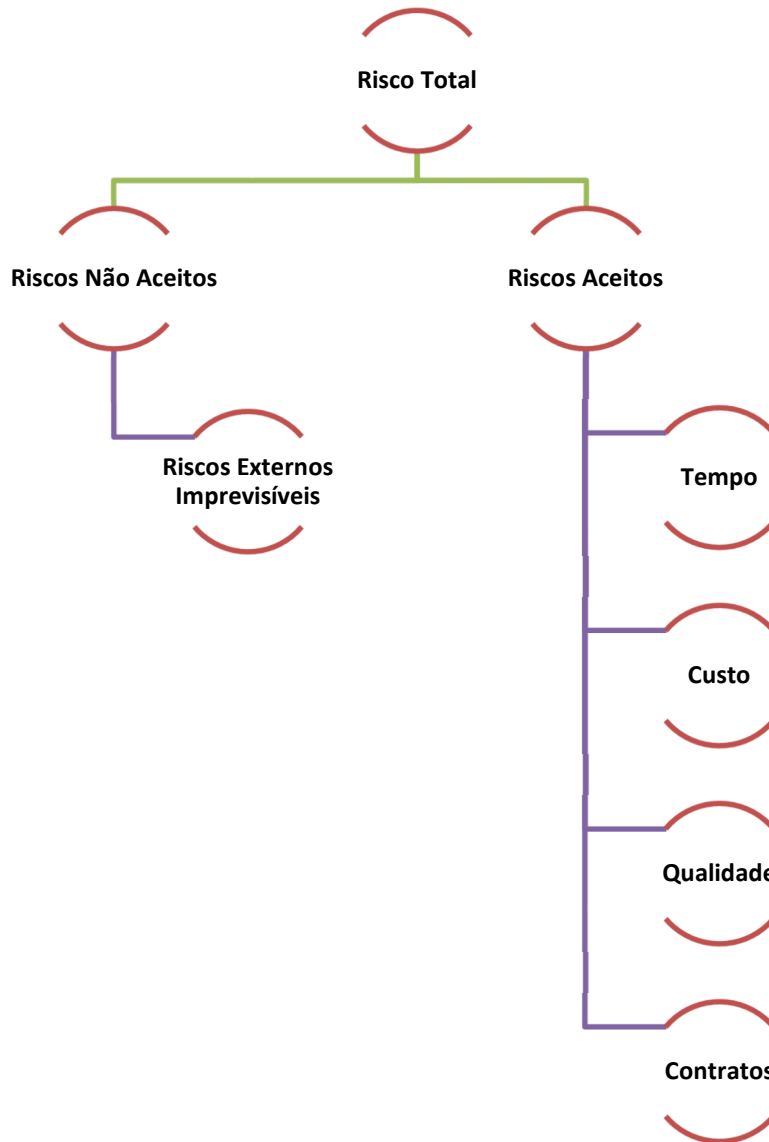 Risco Total
Riscos Não Aceitos
Riscos Aceitos
Riscos Externos
Imprevisíveis
Tempo
Custo
Qualidade
Contratos